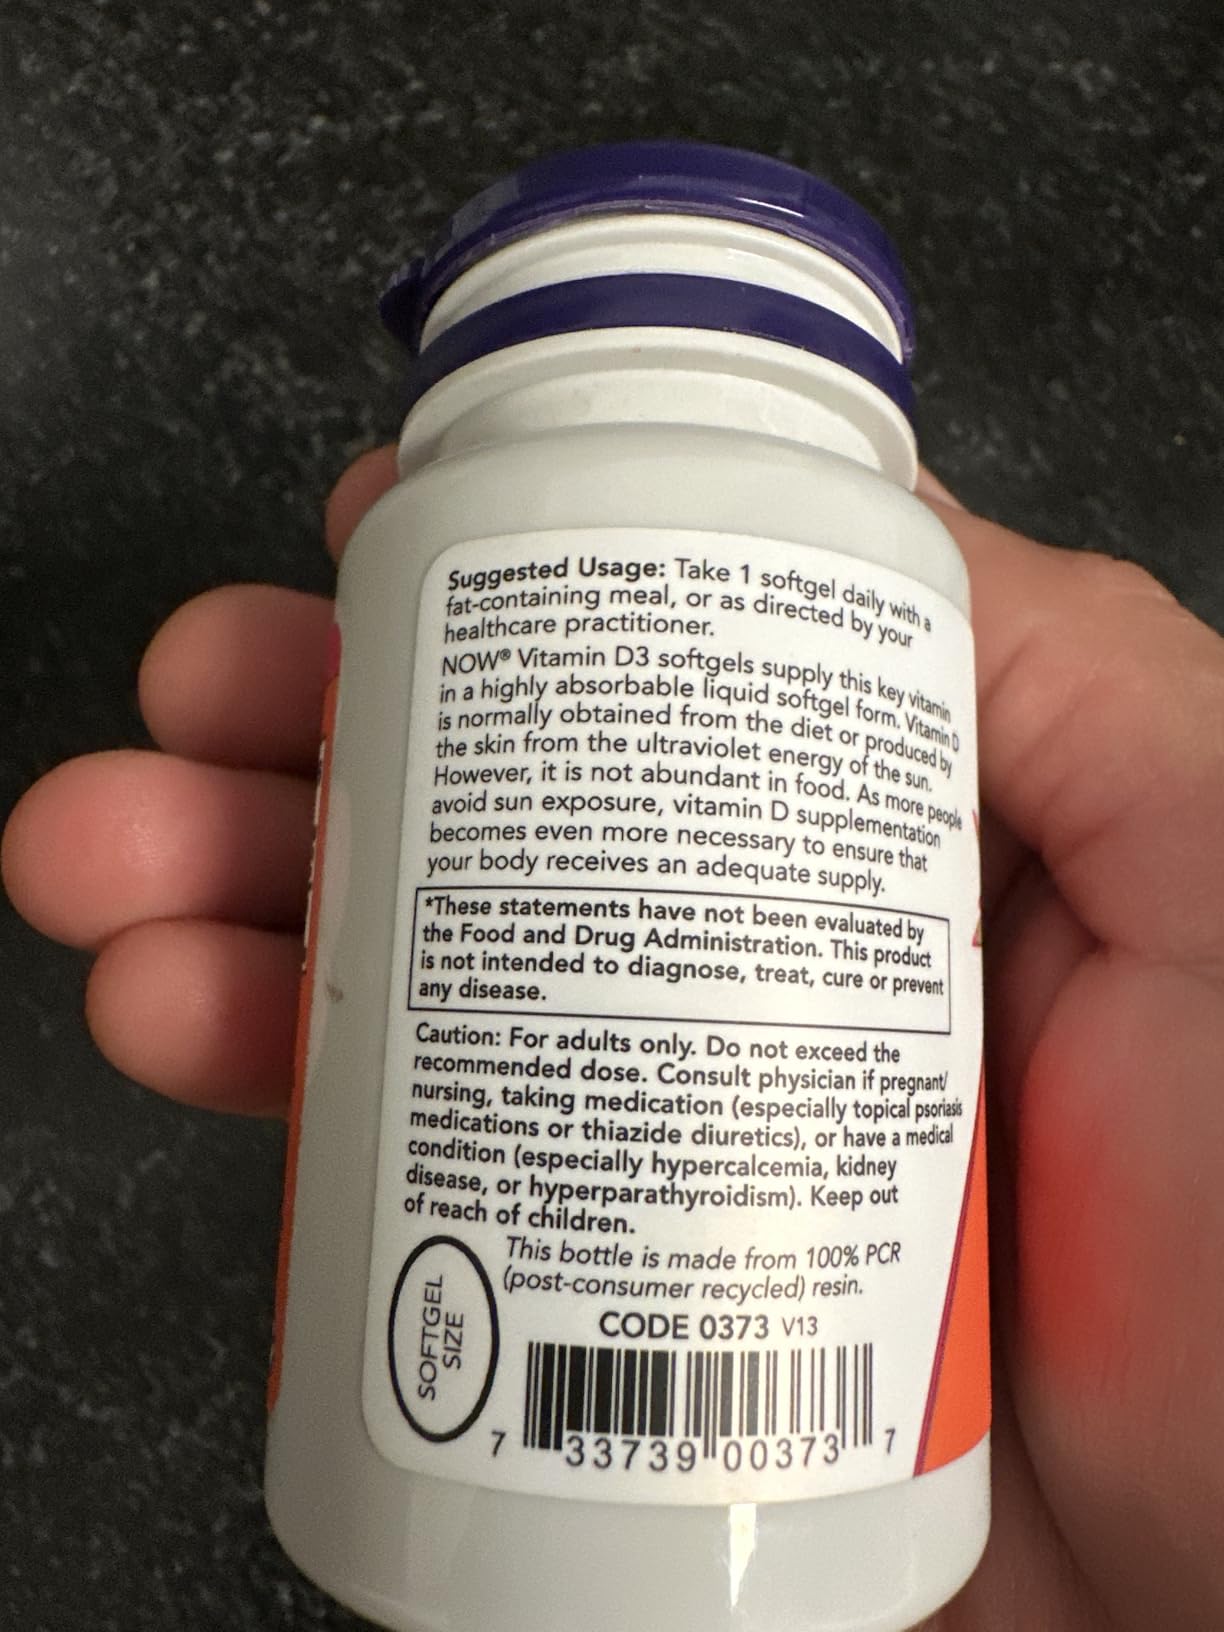 Suggested Usage: Take 1 softgel daily with a
fat-containing meal, or as directed by your
healthcare practitioner.
NOW® Vitamin D3 softgels supply this key vitamin
in a highly absorbable liquid softgel form. Vitamin D
is normally obtained from the diet or produced by
the skin from the ultraviolet energy of the sun.
However, it is not abundant in food. As more people
avoid sun exposure, vitamin D supplementation
becomes even more necessary to ensure that
your body receives an adequate supply.
*These statements have not been evaluated by
the Food and Drug Administration. This product
is not intended to diagnose, treat, cure or prevent
any disease.
Caution: For adults only. Do not exceed the
recommended dose. Consult physician if pregnant/
nursing, taking medication (especially topical psoriasis
medications or thiazide diuretics), or have a medical
condition (especially hypercalcemia, kidney
disease, or hyperparathyroidism). Keep out
of reach of children.
This bottle is made from 100% PCR
(post-consumer recycled) resin.
SOFTGEL
SIZE
CODE 0373 V13
7 33739 00373 7